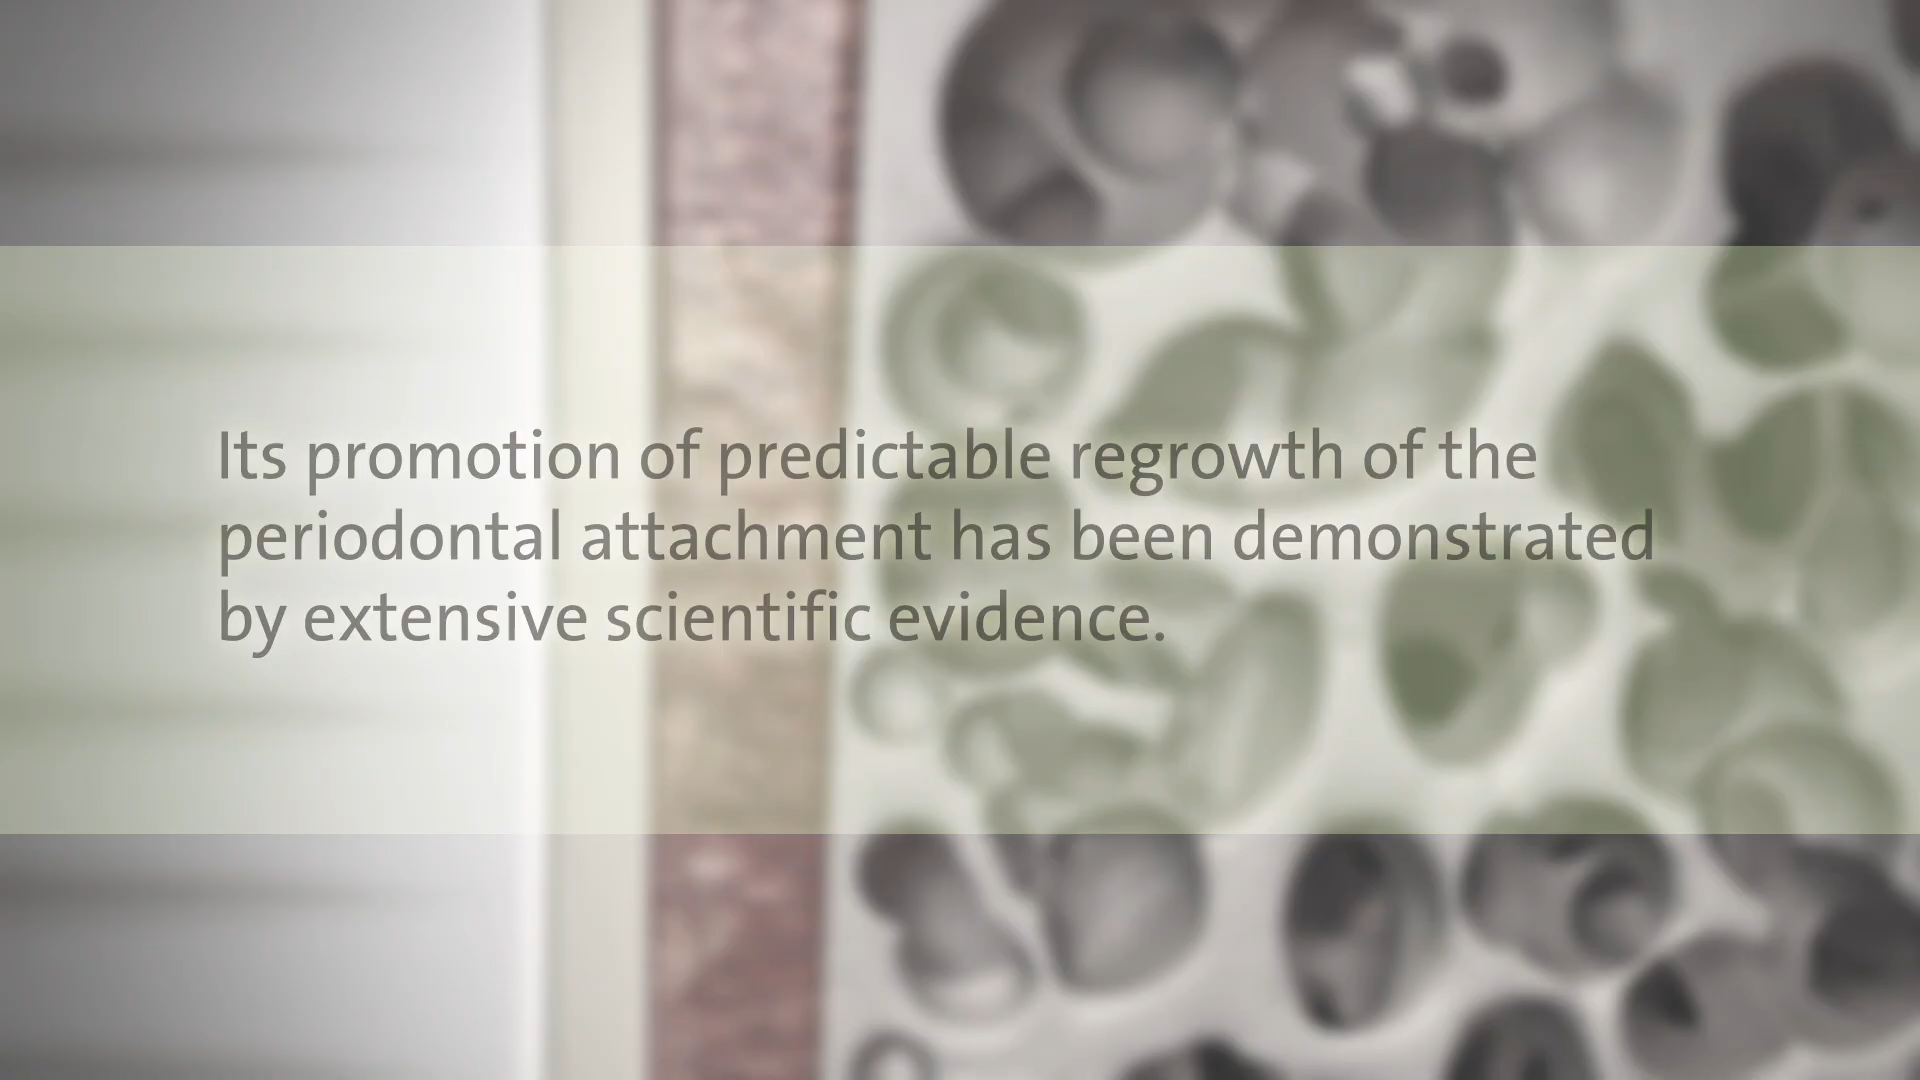 Its promotion of predictable regrowth of the
periodontal attachment has been demonstrated
by extensive scientific evidence.